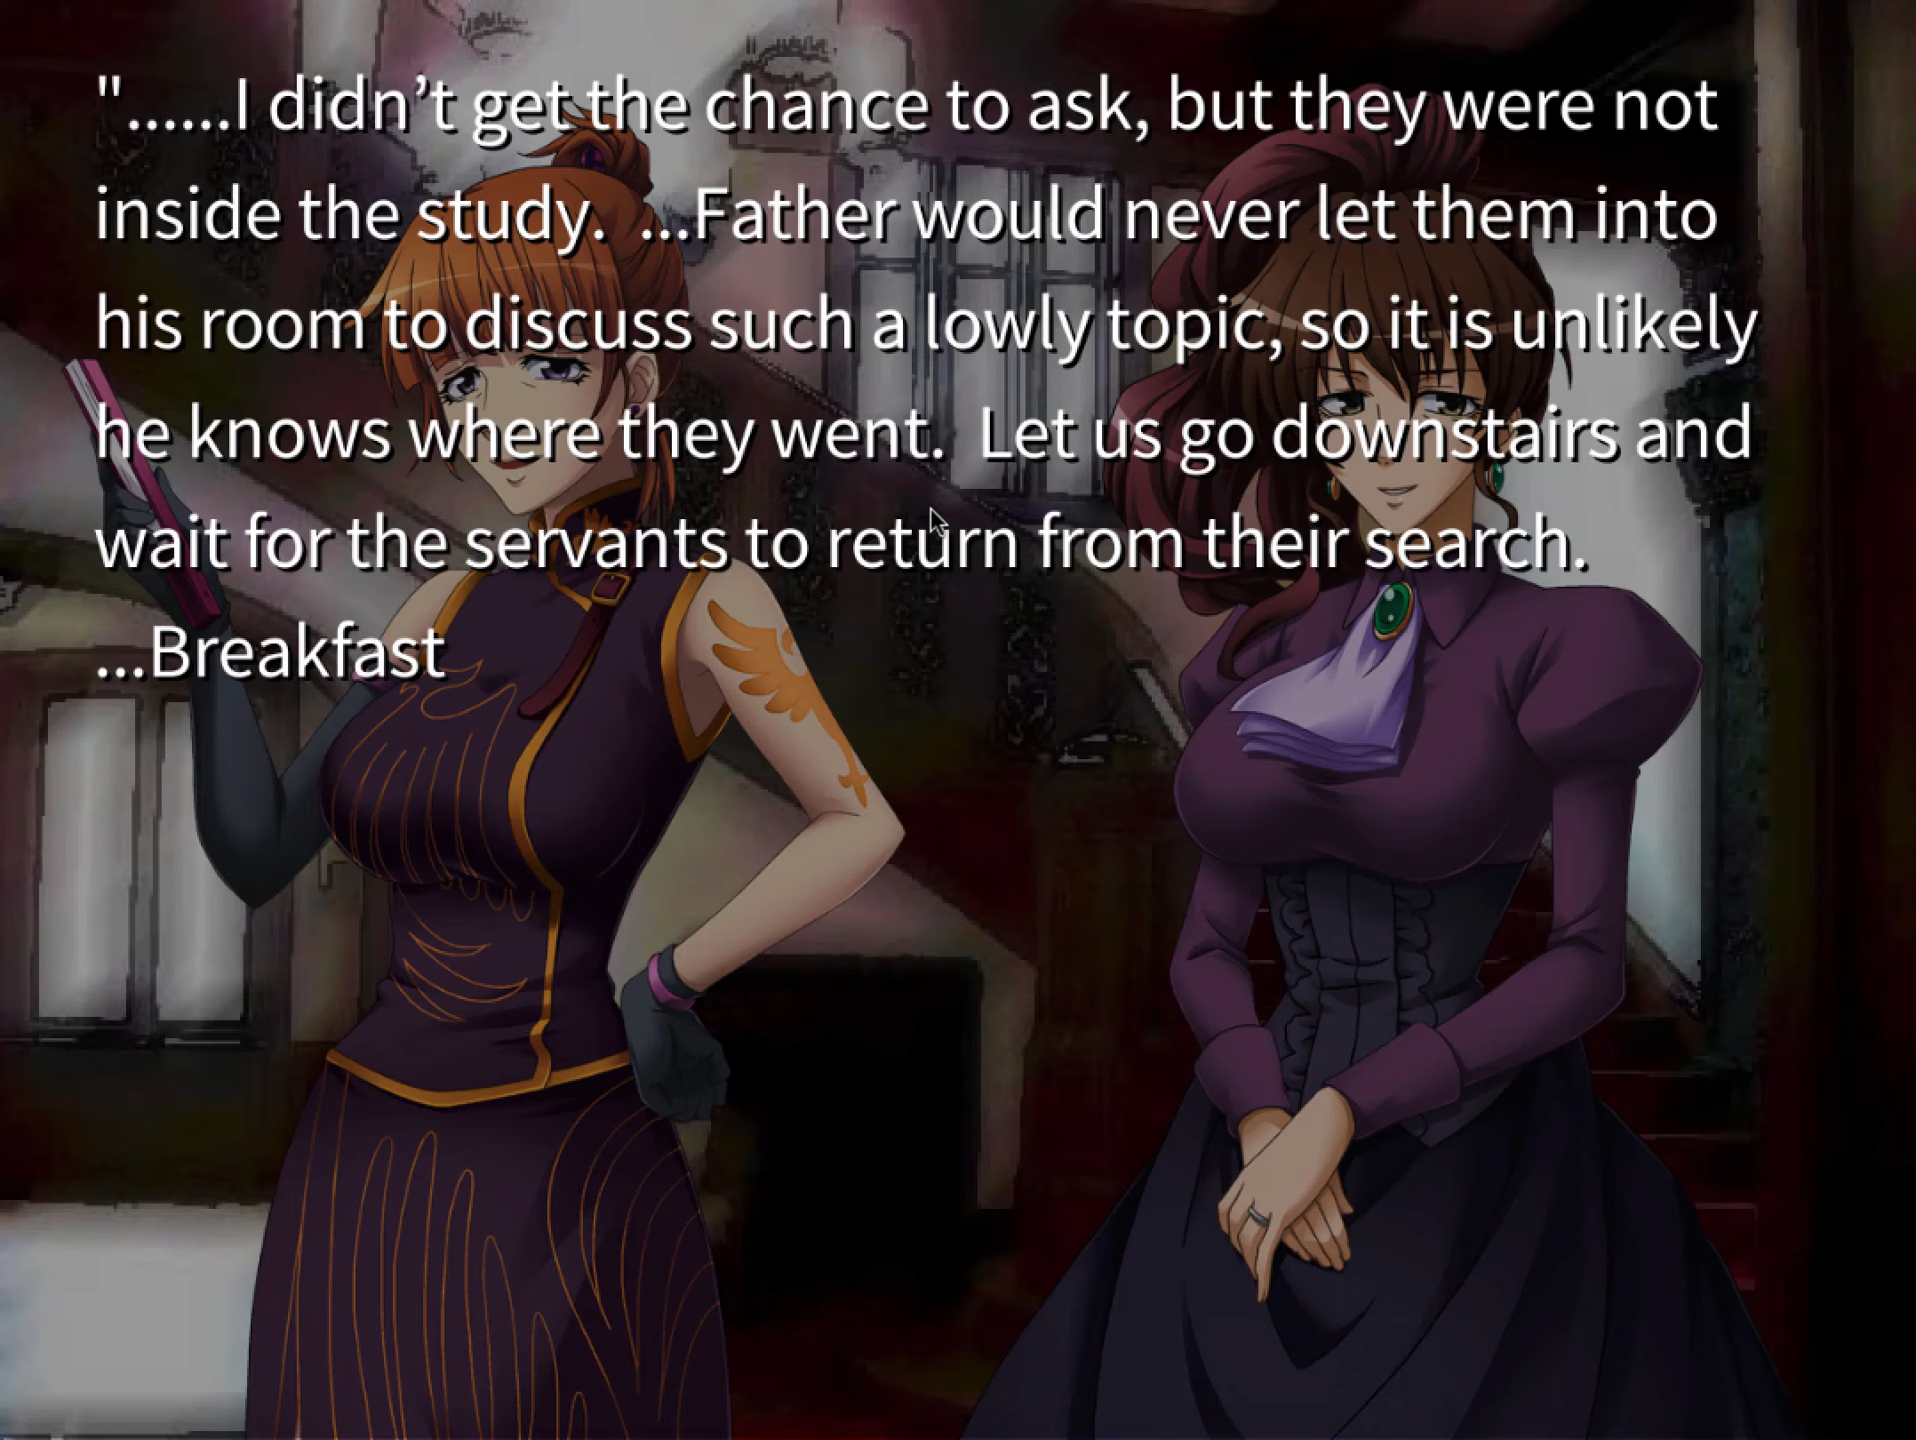 "......I didn’t get the chance to ask, but they were not
inside the study.  ...Father would never let them into
his room to discuss such a lowly topic, so it is unlikely
he knows where they went.  Let us go downstairs and
wait for the servants to return from their search.
...Breakfast